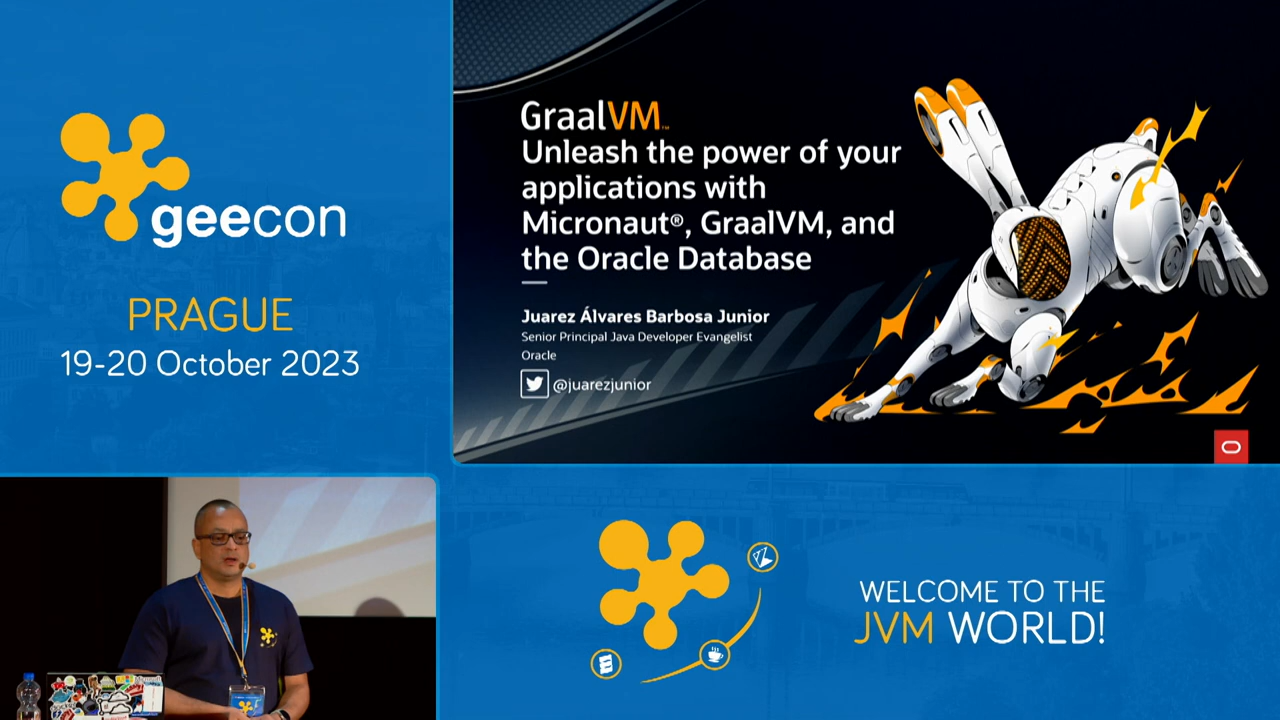 geecon
PRAGUE
19-20 October 2023
GraalVM™
Unleash the power of your
applications with
Micronaut®, GraalVM, and
the Oracle Database
Juarez Álvares Barbosa Junior
Senior Principal Java Developer Evangelist
Oracle
@juarezjunior
WELCOME TO THE
JVM WORLD!